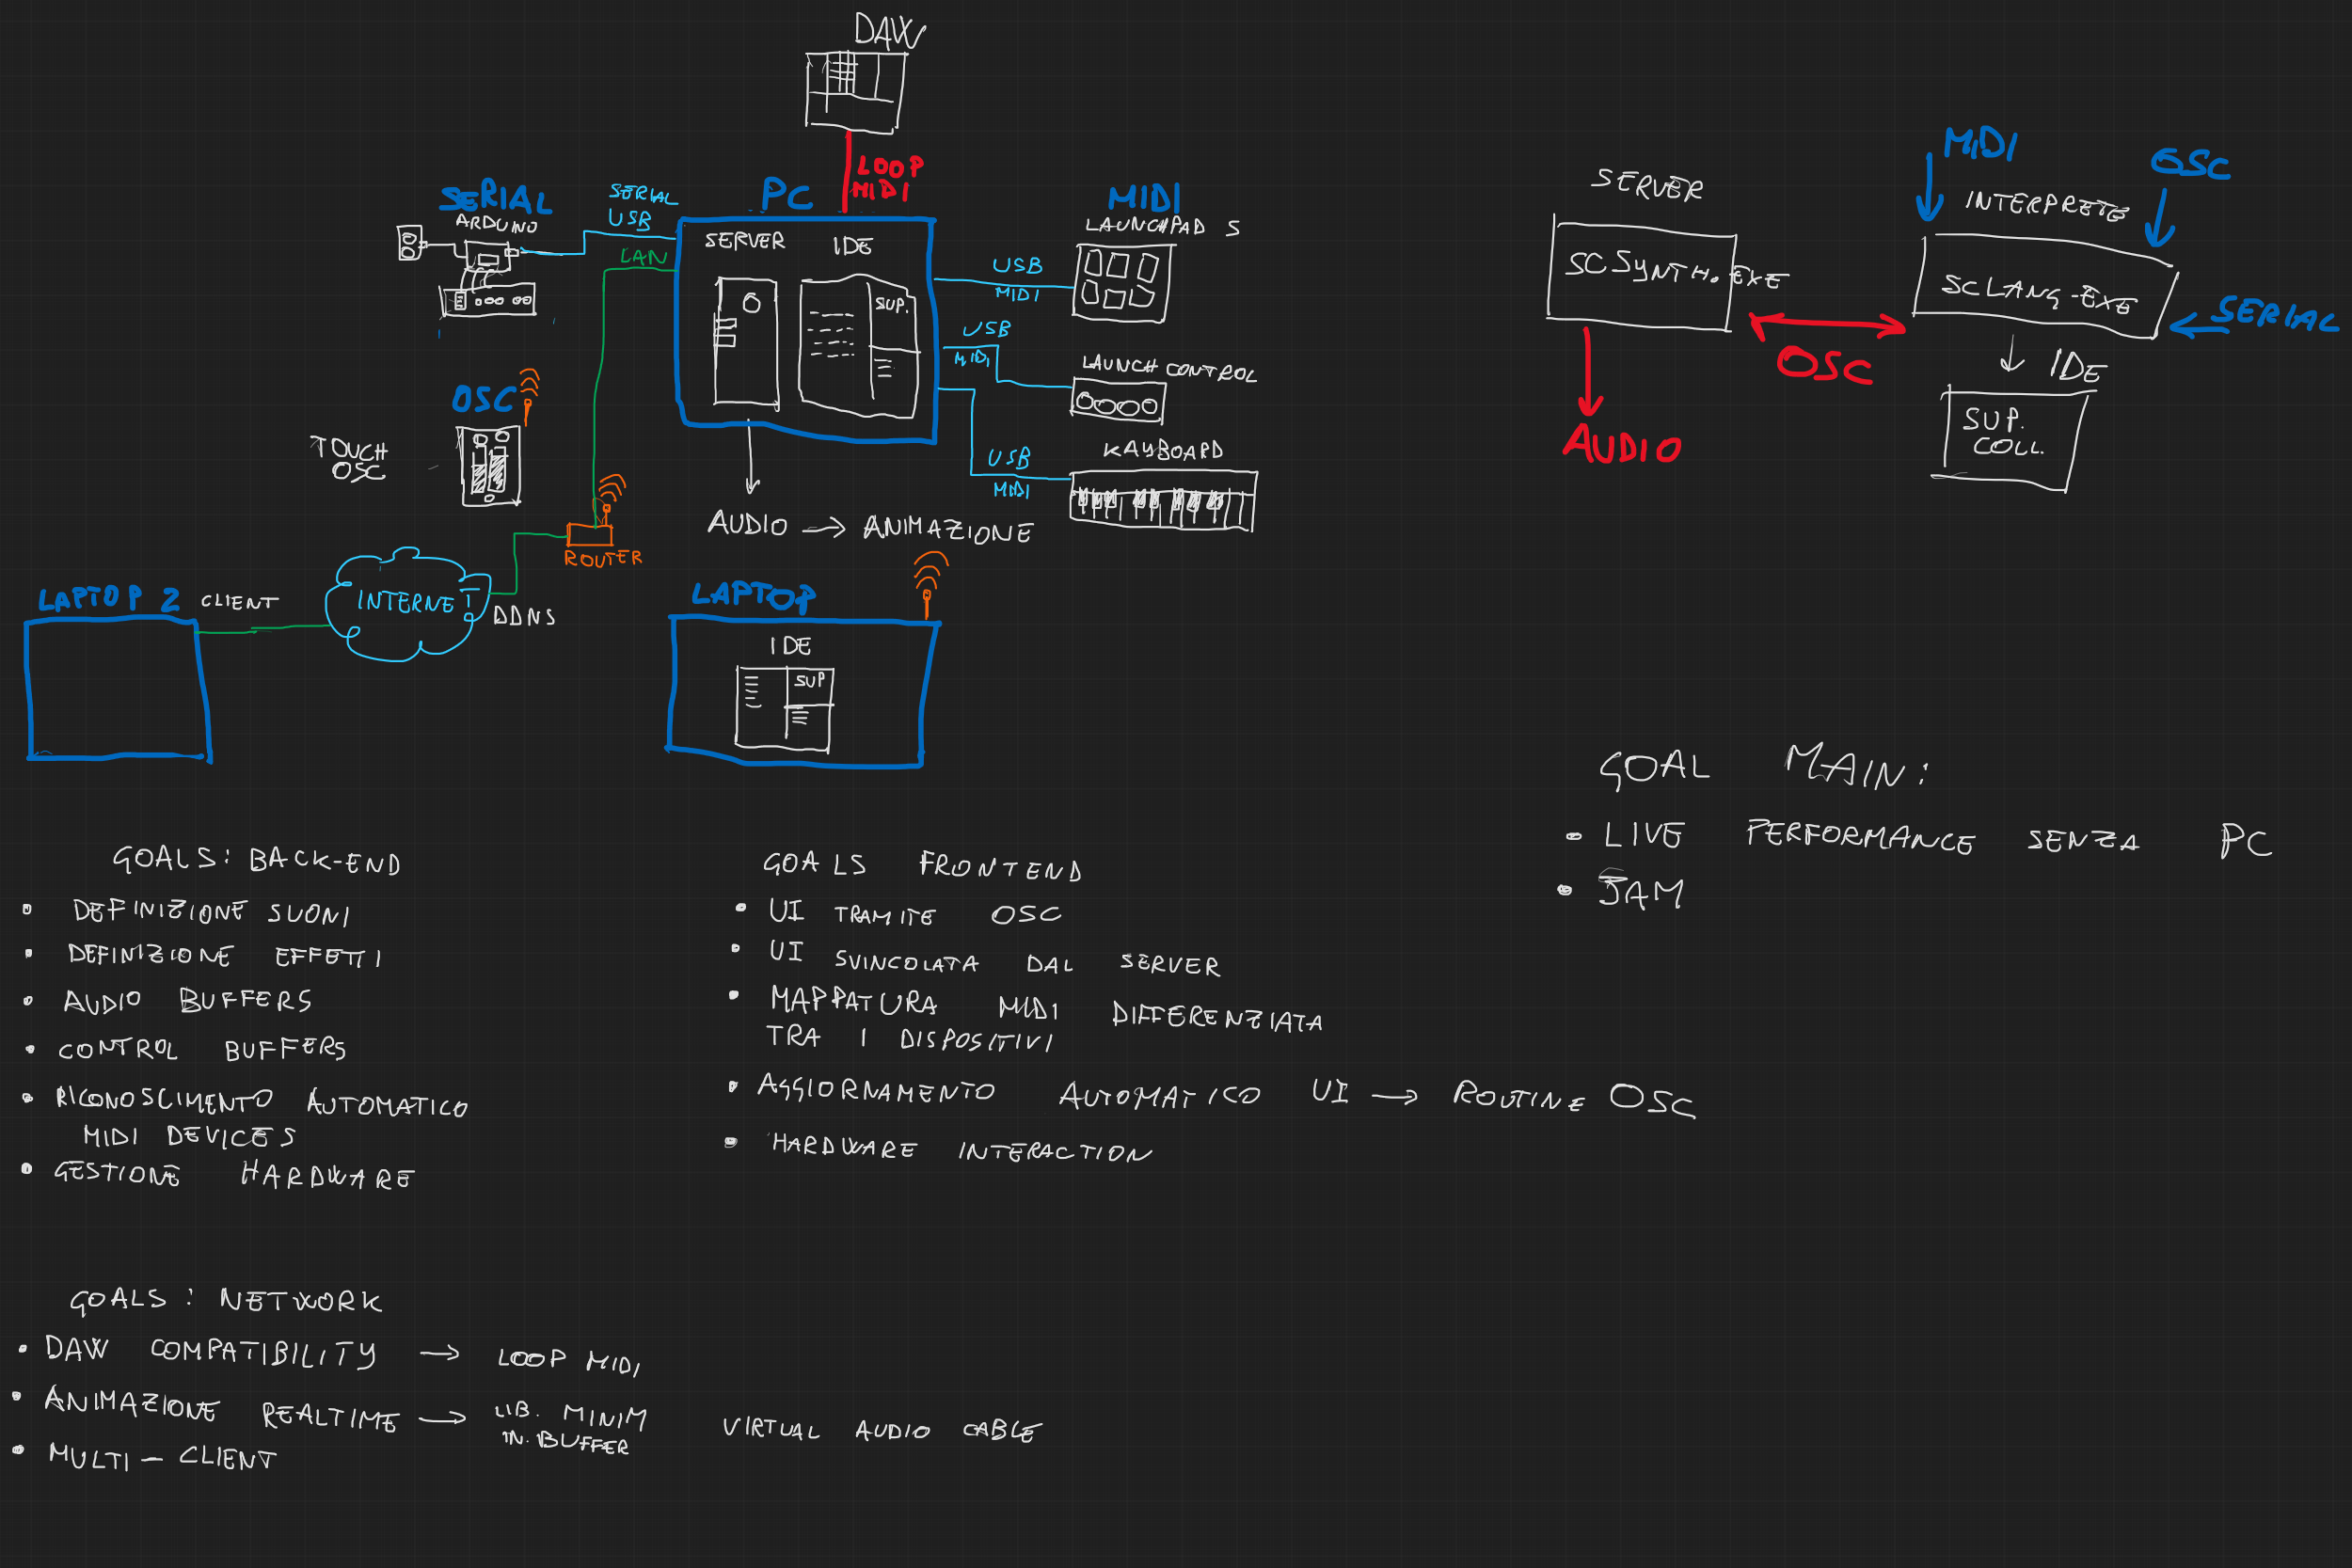 DAW
LOOP
MIDI
SERIAL
ARDUINO
SERIAL
USB
LAN
PC
SERVER
IDE
SUP.
MIDI
LAUNCHPAD S
USB
MIDI
USB
MIDI
LAUNCH CONTROL
USB
MIDI
KAYBOARD
OSC
TOUCH
OSC
ROUTER
AUDIO → ANIMAZIONE
LAPTOP 2
CLIENT
INTERNET
DDNS
LAPTOP
IDE
SUP
SERVER
SCSYNTH.EXE
AUDIO
OSC
MIDI
OSC
INTERPRETE
SCLANG-EXE
SERIAL
IDE
SUP.
COLL.
GOAL MAIN:
• LIVE PERFORMANCE SENZA PC
• JAM
GOALS: BACK-END
• DEFINIZIONE SUONI
• DEFINIZIONE EFFETTI
• AUDIO BUFFERS
• CONTROL BUFFERS
• RICONOSCIMENTO AUTOMATICO
MIDI DEVICES
• GESTIONE HARDWARE
GOALS FRONTEND
• UI TRAMITE OSC
• UI SVINCOLATA DAL SERVER
• MAPPATURA MIDI DIFFERENZIATA
TRA I DISPOSITIVI
• AGGIORNAMENTO AUTOMATICO UI → ROUTINE OSC
• HARDWARE INTERACTION
GOALS: NETWORK
• DAW COMPATIBILITY → LOOP MIDI
• ANIMAZIONE REALTIME → LIB. MINIM VIRTUAL AUDIO CABLE
IN. BUFFER
• MULTI-CLIENT